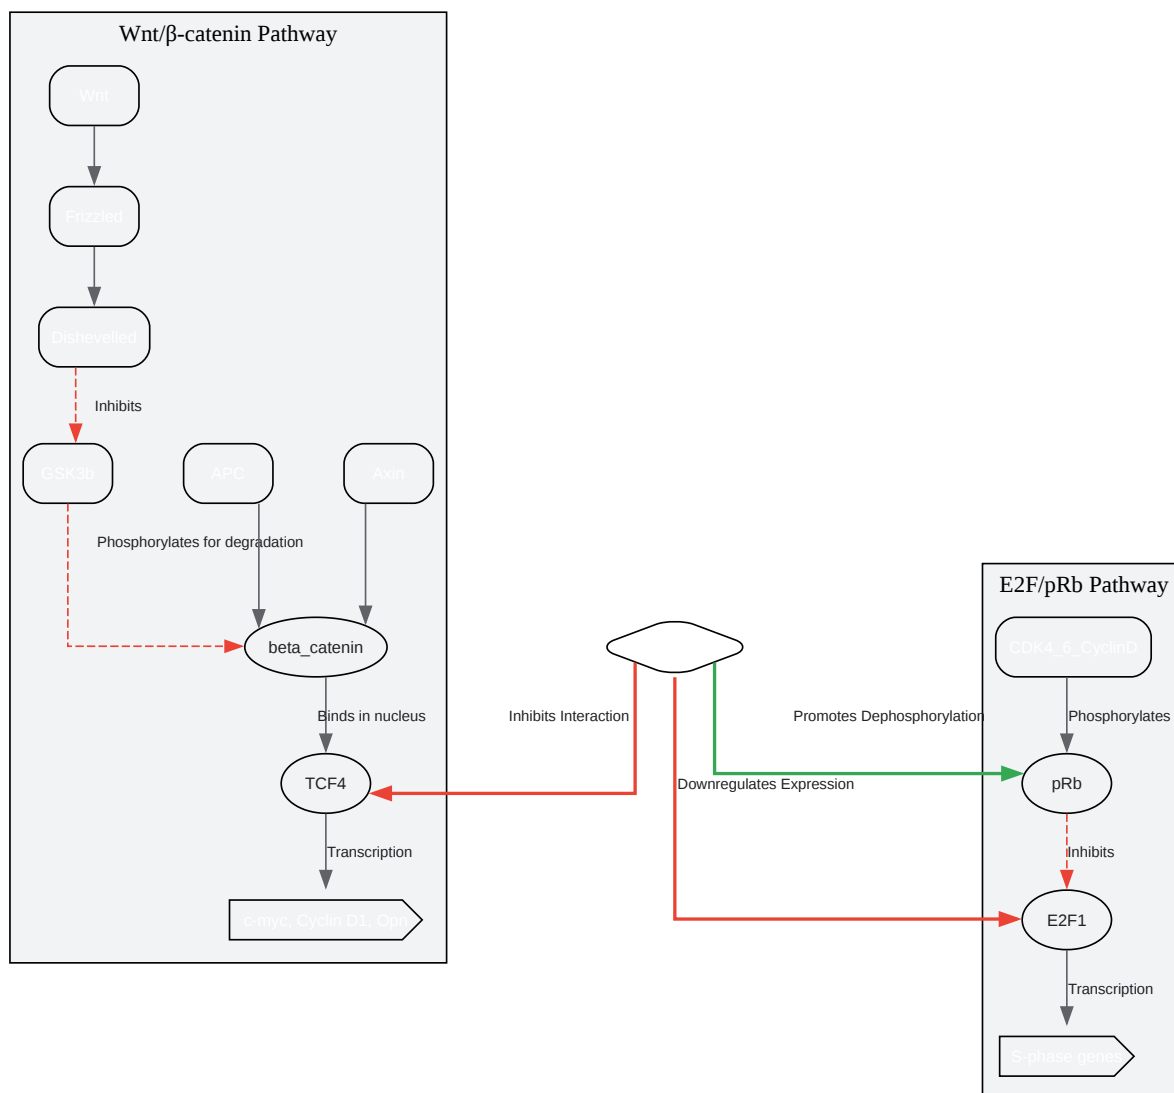 Wnt/β-catenin Pathway
Wnt
Frizzled
Dishevelled
Inhibits
GSK3b
APC
Axin
Phosphorylates for degradation
beta_catenin
Binds in nucleus
TCF4
Transcription
c-myc, Cyclin D1, Opn
Inhibits Interaction
Promotes Dephosphorylation
Downregulates Expression
E2F/pRb Pathway
CDK4_6_CyclinD
Phosphorylates
pRb
Inhibits
E2F1
Transcription
S-phase genes